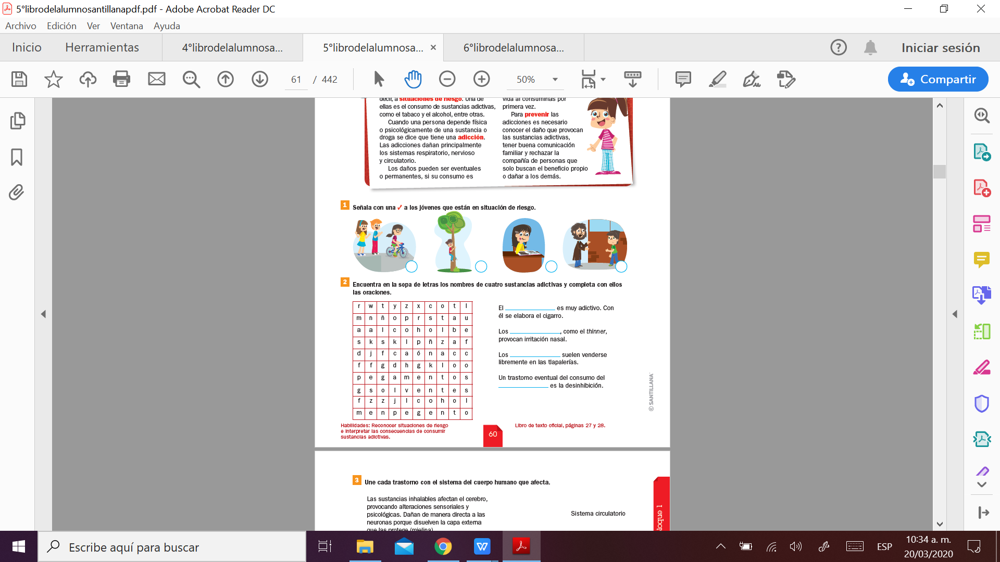 5°librodelalumnosantillanapdf.pdf - Adobe Acrobat Reader DC
Archivo Edición Ver Ventana Ayuda
Inicio Herramientas 4°librodelalumnosa... 5°librodelalumnosa... × 6°librodelalumnosa... Iniciar sesión
61 / 442 50% Compartir
decir, a situaciones de riesgo. Una de
ellas es el consumo de sustancias adictivas,
como el tabaco y el alcohol, entre otras.
Cuando una persona depende física
o psicológicamente de una sustancia o
droga se dice que tiene una adicción.
Las adicciones dañan principalmente
los sistemas respiratorio, nervioso
y circulatorio.
Los daños pueden ser eventuales
o permanentes, si su consumo es
vida al consumirlas por
primera vez.
Para prevenir las
adicciones es necesario
conocer el daño que provocan
las sustancias adictivas,
tener buena comunicación
familiar y rechazar la
compañía de personas que
solo buscan el beneficio propio
o dañar a los demás.
1 Señala con una ✓ a los jóvenes que están en situación de riesgo.
2 Encuentra en la sopa de letras los nombres de cuatro sustancias adictivas y completa con ellos
las oraciones.
r w t y z x c o t l
m n ñ o p r s t a u
a a l c o h o l b e
s k s k l p ñ z a f
d j f c a ó n a c c
f f g d h g k l o o
p e g a m e n t o s
g s o l v e n t e s
f z z j l c o h o l
m e n p e g e n t o
El ______ es muy adictivo. Con
él se elabora el cigarro.
Los ______, como el thinner,
provocan irritación nasal.
Los ______ suelen venderse
libremente en las tlapalerías.
Un trastorno eventual del consumo del
______ es la desinhibición.
© SANTILLANA
Habilidades: Reconocer situaciones de riesgo
e interpretar las consecuencias de consumir
sustancias adictivas.
60
Libro de texto oficial, páginas 27 y 28.
3 Une cada trastorno con el sistema del cuerpo humano que afecta.
Las sustancias inhalables afectan el cerebro,
provocando alteraciones sensoriales y
psicológicas. Dañan de manera directa a las
neuronas porque disuelven la capa externa
que las protege (mielina).
Sistema circulatorio
loque 1
Escribe aquí para buscar
ESP
10:34 a. m.
20/03/2020